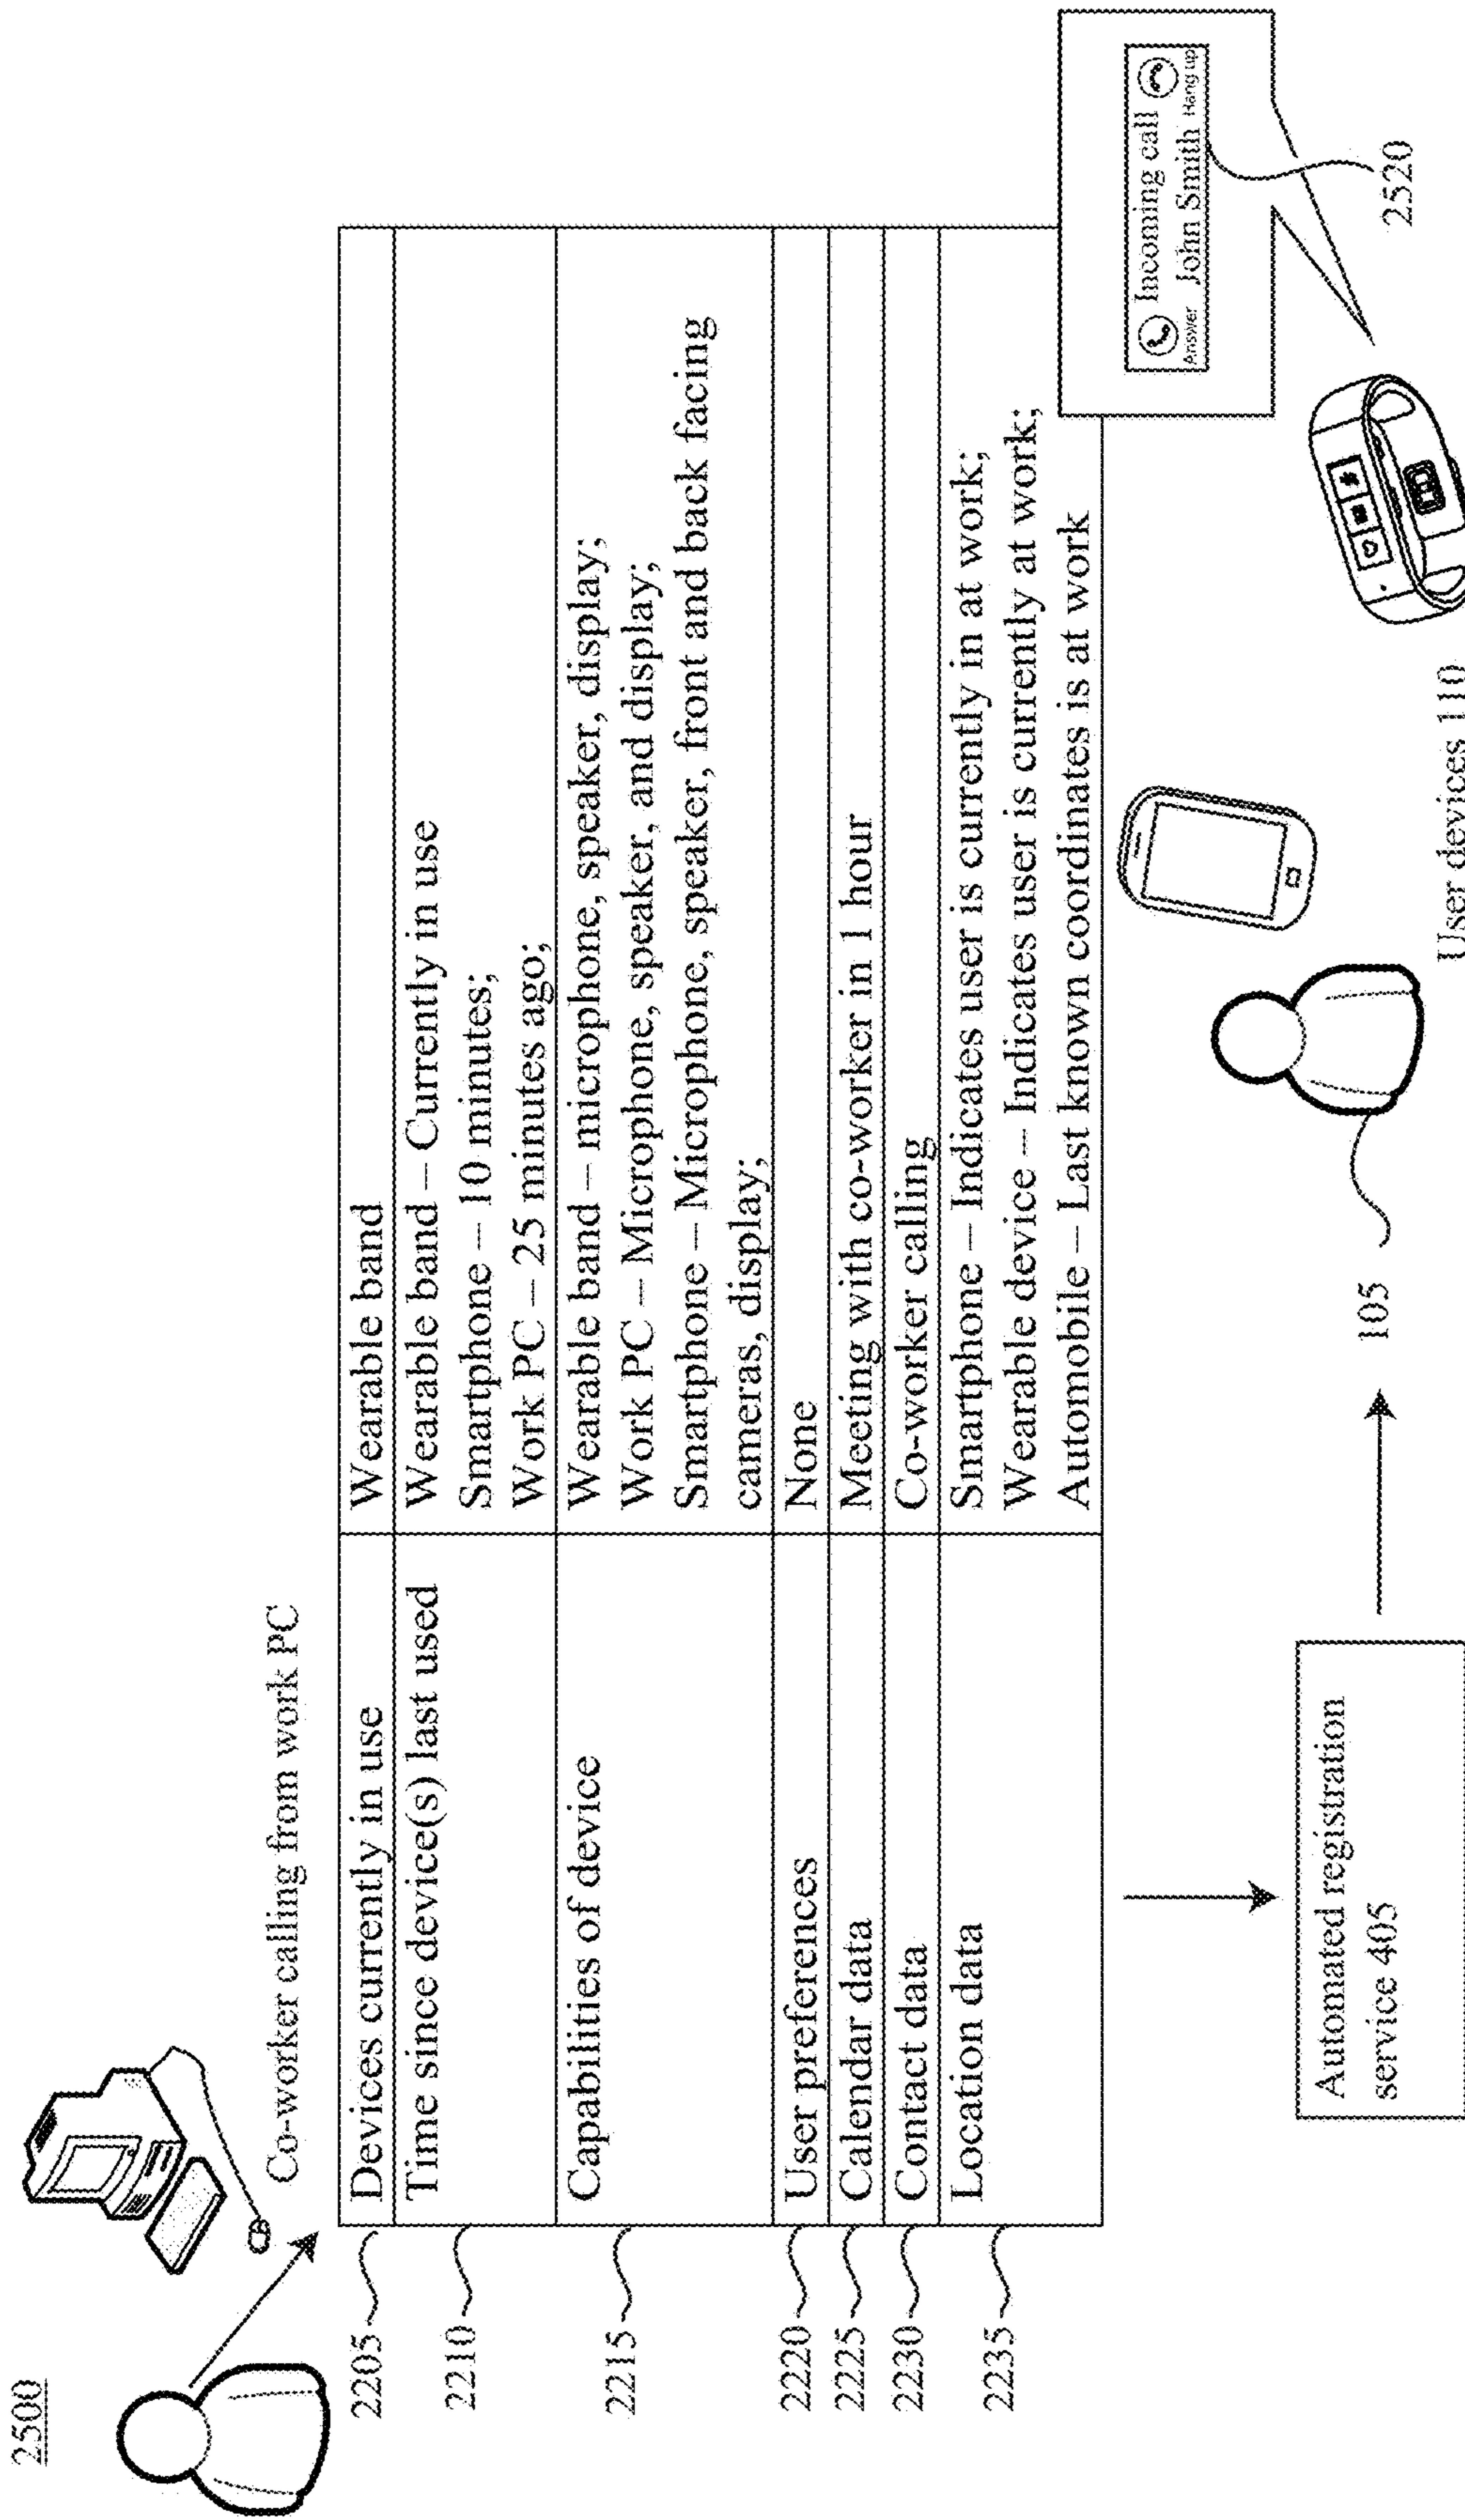 2500
Co-worker calling from work PC
2205
Devices currently in use
Wearable band
2210
Time since device(s) last used
Wearable band – Currently in use
Smartphone – 10 minutes;
Work PC – 25 minutes ago;
2215
Capabilities of device
Wearable band – microphone, speaker, display;
Work PC – Microphone, speaker, and display;
Smartphone – Microphone, speaker, front and back facing
cameras, display;
2220
User preferences
None
2225
Calendar data
Meeting with co-worker in 1 hour
2230
Contact data
Co-worker calling
2235
Location data
Smartphone – Indicates user is currently in at work;
Wearable device – Indicates user is currently at work;
Automobile – Last known coordinates is at work
Incoming call
Answer
John Smith
Hang up
2520
Automated registration
service 405
105
User devices 110